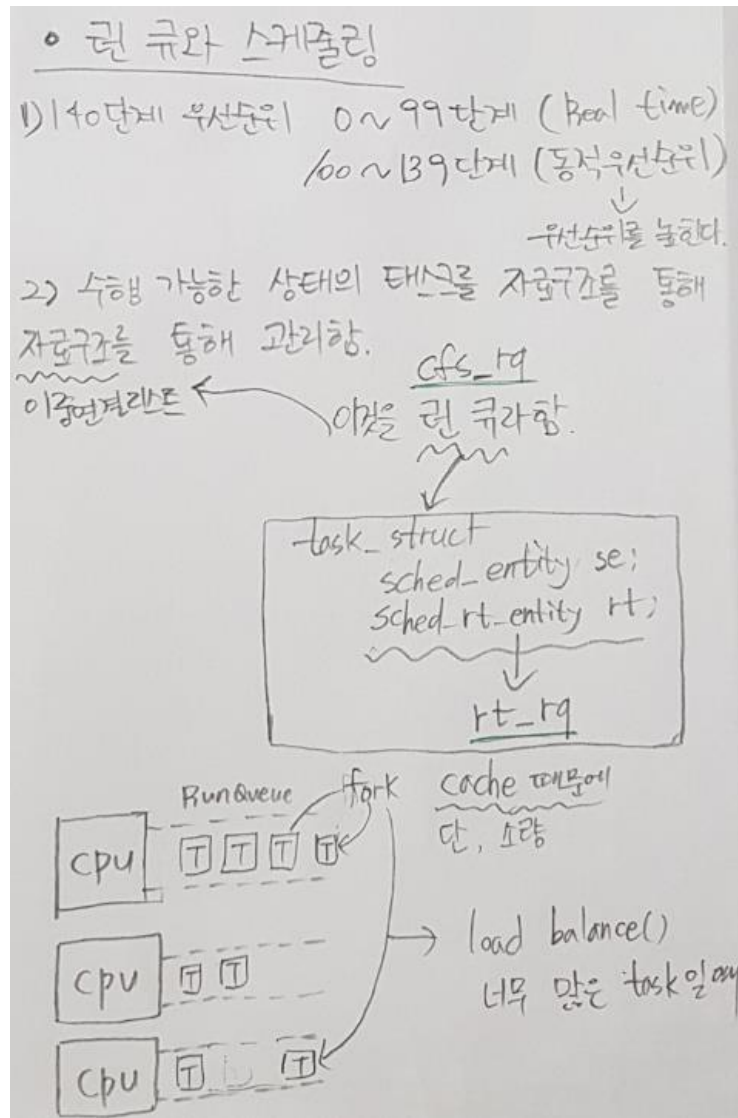 • 런 큐와 스케줄링
1) 140단계 우선순위 0~99단계 (Real time)
100~139단계 (동적우선순위)
우선순위를 높힌다.
2) 수행 가능한 상태의 태스크를 자료구조를 통해
자료구조를 통해 관리함.
cfs_rq
이중연결리스트
이것을 런 큐라함.
task_struct
sched_entity se;
sched_rt_entity rt;
rt_rq
RunQueue fork cache 때문에
단, 소량
CPU T T T T
load balance()
CPU T T
너무 많은 task일 때
CPU T T